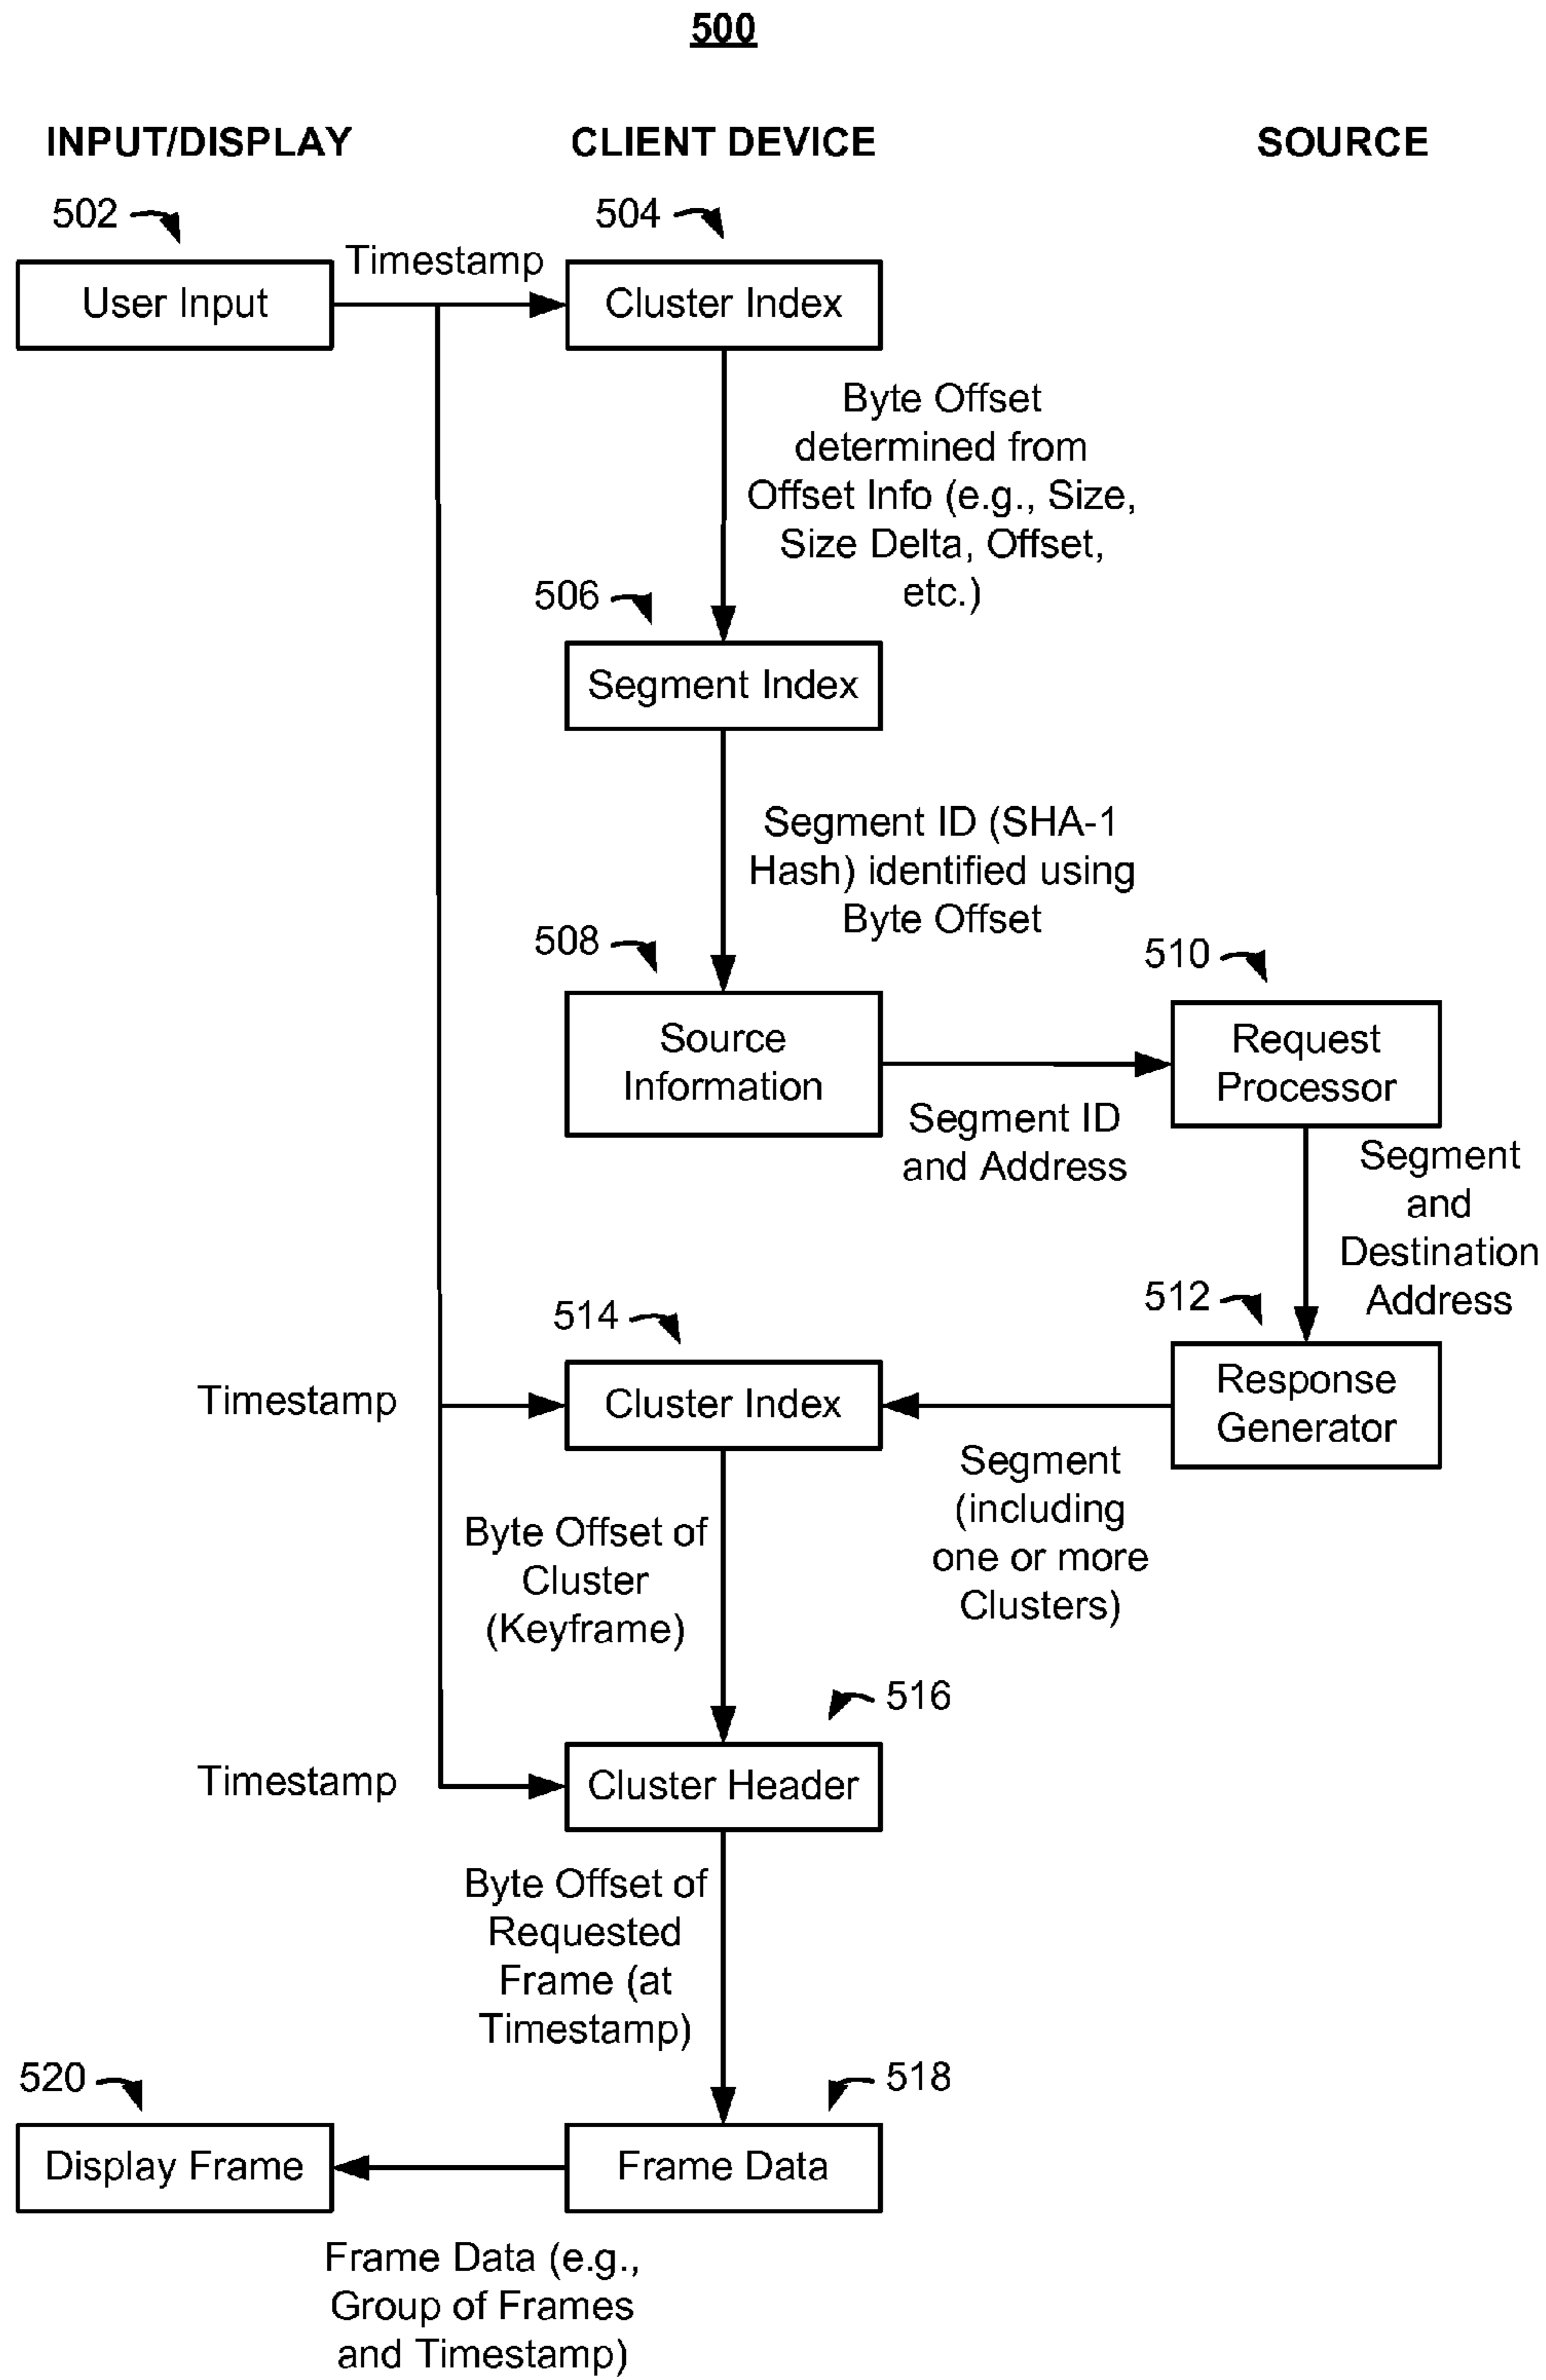 500
INPUT/DISPLAY
CLIENT DEVICE
SOURCE
502
504
Timestamp
User Input
Cluster Index
Byte Offset
determined from
Offset Info (e.g., Size,
Size Delta, Offset,
etc.)
506
Segment Index
Segment ID (SHA-1
Hash) identified using
Byte Offset
508
510
Source
Information
Request
Processor
Segment ID
and Address
Segment
and
Destination
Address
512
514
Timestamp
Cluster Index
Response
Generator
Segment
(including
one or more
Clusters)
Byte Offset of
Cluster
(Keyframe)
516
Timestamp
Cluster Header
Byte Offset of
Requested
Frame (at
Timestamp)
520
518
Display Frame
Frame Data
Frame Data (e.g.,
Group of Frames
and Timestamp)